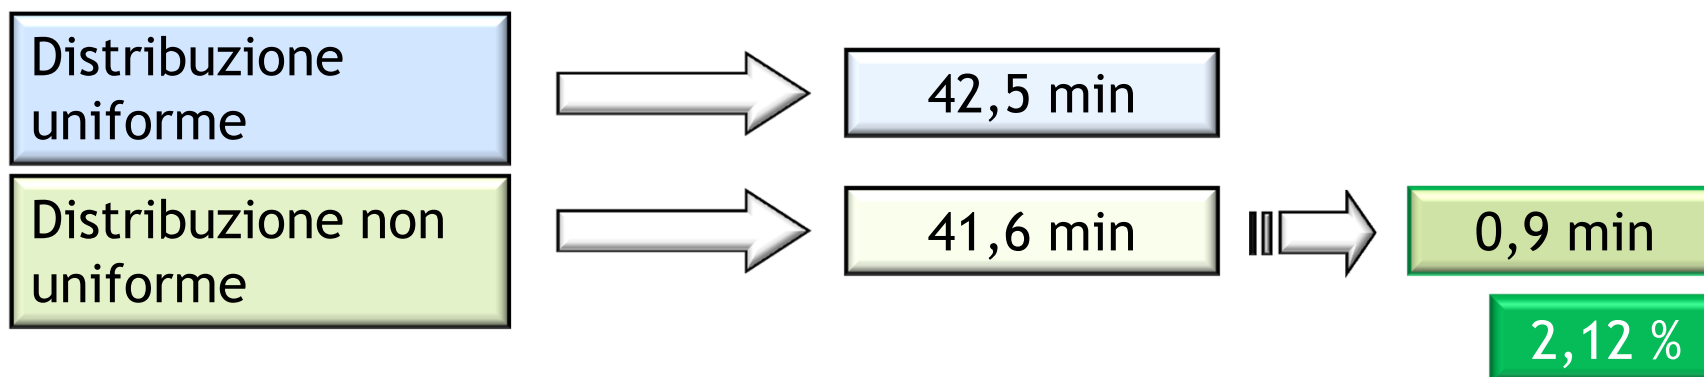 Distribuzione
uniforme
42,5 min
Distribuzione non
uniforme
41,6 min
0,9 min
2,12 %